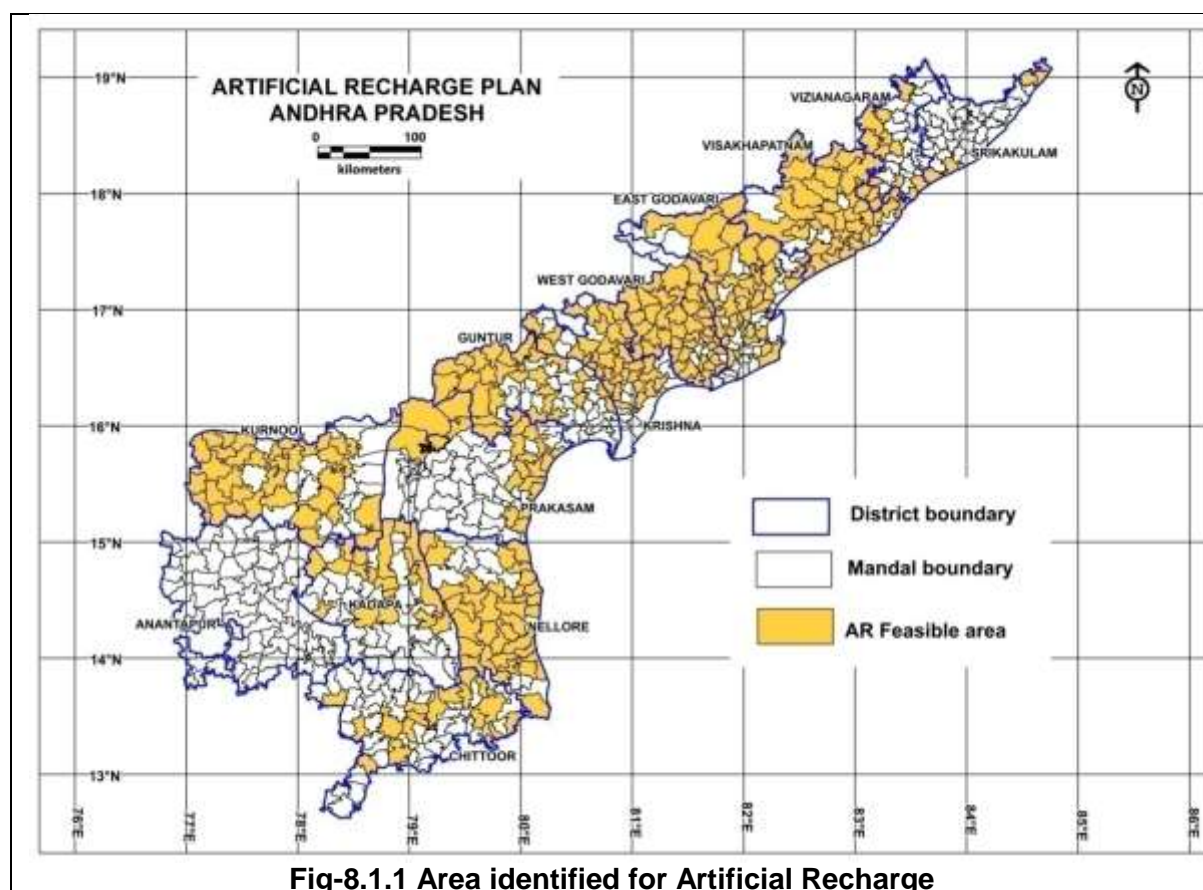 ARTIFICIAL RECHARGE PLAN
ANDHRA PRADESH
0 100
kilometers
N
19°N
18°N
17°N
16°N
15°N
14°N
13°N
VIZIANAGARAM
VISAKHAPATNAM
SRIKAKULAM
EAST GODAVARI
WEST GODAVARI
GUNTUR
KRISHNA
KURNOOL
PRAKASAM
KADAPA
ANANTAPUR
NELLORE
CHITTOOR
District boundary
Mandal boundary
AR Feasible area
76°E
77°E
78°E
79°E
80°E
81°E
82°E
83°E
84°E
85°E
86°E
Fig-8.1.1 Area identified for Artificial Recharge